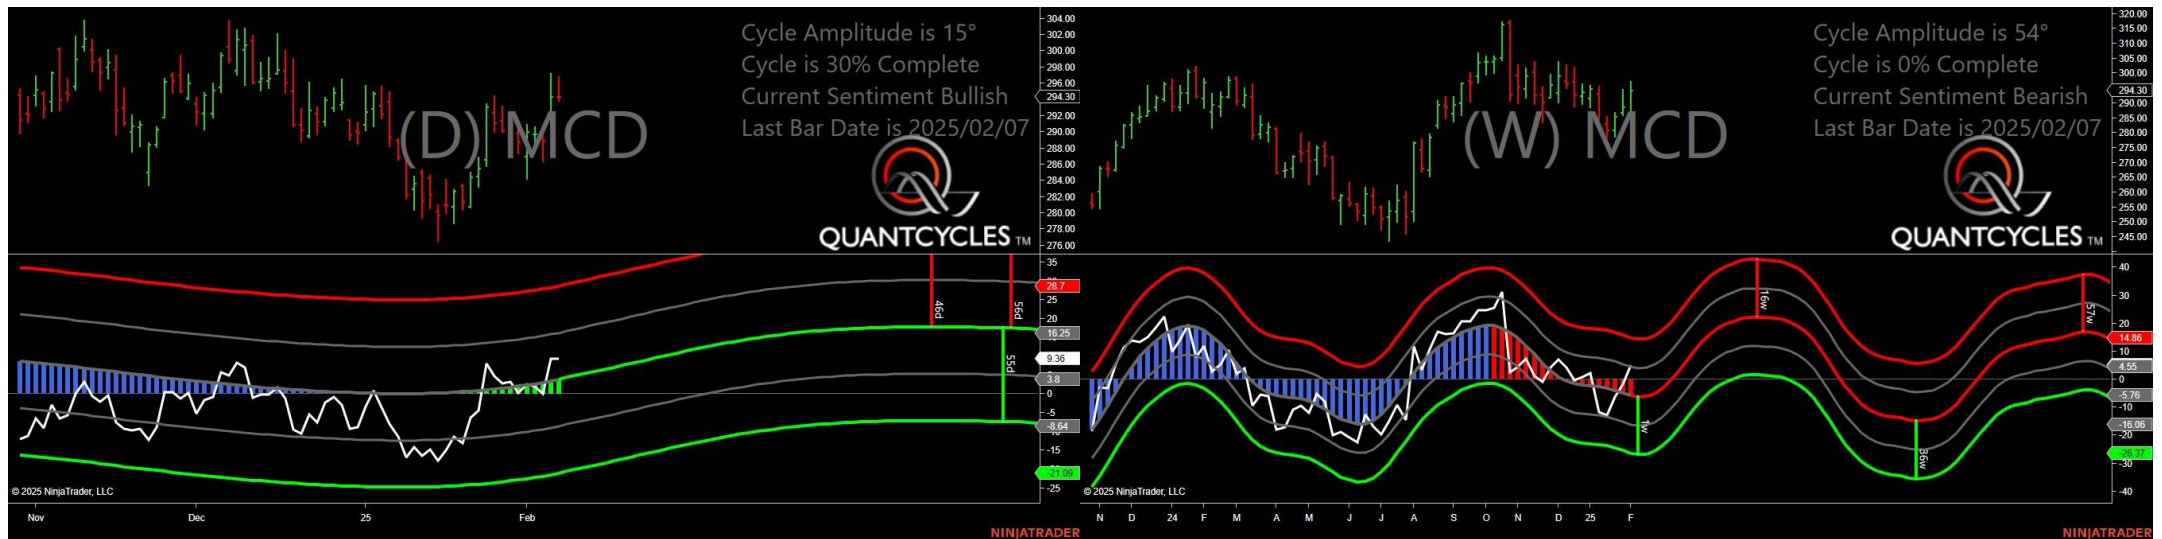 Cycle Amplitude is 15°
Cycle is 30% Complete
Current Sentiment Bullish
Last Bar Date is 2025/02/07
(D) MCD
QUANTCYCLES TM
304.00
302.00
300.00
298.00
296.00
294.30
292.00
290.00
288.00
286.00
284.00
282.00
280.00
278.00
276.00
46d
56d
55d
35
28.7
25
20
16.25
9.36
3.8
0
-5
-8.64
-21.09
-25
© 2025 NinjaTrader, LLC
Nov Dec 25 Feb
NINJATRADER
Cycle Amplitude is 54°
Cycle is 0% Complete
Current Sentiment Bearish
Last Bar Date is 2025/02/07
(W) MCD
QUANTCYCLES TM
320.00
315.00
310.00
305.00
300.00
294.30
290.00
285.00
280.00
275.00
270.00
265.00
260.00
255.00
250.00
245.00
16w
57w
1w
36w
40
30
20
14.86
10
4.55
0
-5.76
-10
-16.06
-20
-26.37
-30
-40
© 2025 NinjaTrader, LLC
N D 24 F M A M J J A S O N D 25 F
NINJATRADER